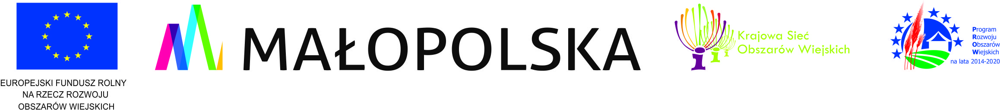 EUROPEJSKI FUNDUSZ ROLNY
NA RZECZ ROZWOJU
OBSZARÓW WIEJSKICH
MAŁOPOLSKA
Krajowa Sieć
Obszarów Wiejskich
Program
Rozwoju
Obszarów
Wiejskich
na lata 2014-2020